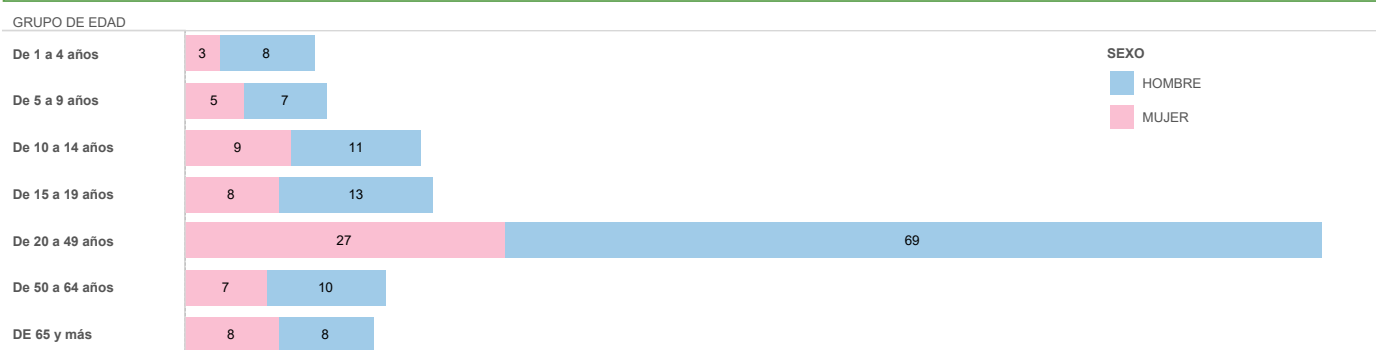 GRUPO DE EDAD
De 1 a 4 años 3 8
SEXO
HOMBRE
De 5 a 9 años 5 7
MUJER
De 10 a 14 años 9 11
De 15 a 19 años 8 13
De 20 a 49 años 27 69
De 50 a 64 años 7 10
DE 65 y más 8 8